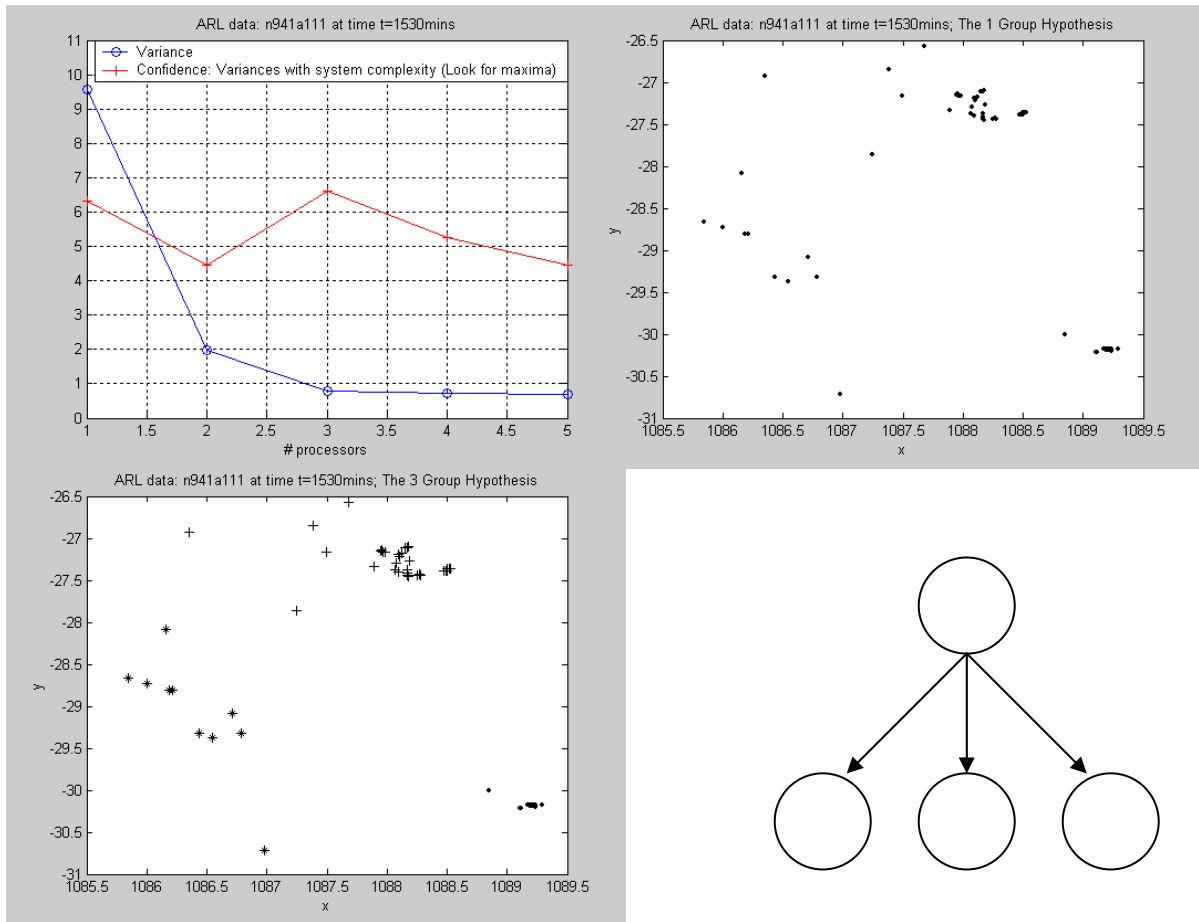 ARL data: n941a111 at time t=1530mins
11
10
9
8
7
6
5
4
3
2
1
0
Variance
Confidence: Variances with system complexity (Look for maxima)
1 1.5 2 2.5 3 3.5 4 4.5 5
# processors
ARL data: n941a111 at time t=1530mins; The 1 Group Hypothesis
-26.5
-27
-27.5
-28
-28.5
y
-29
-29.5
-30
-30.5
-31
1085.5 1086 1086.5 1087 1087.5 1088 1088.5 1089 1089.5
x
ARL data: n941a111 at time t=1530mins; The 3 Group Hypothesis
-26.5
-27
-27.5
-28
-28.5
y
-29
-29.5
-30
-30.5
-31
1085.5 1086 1086.5 1087 1087.5 1088 1088.5 1089 1089.5
x